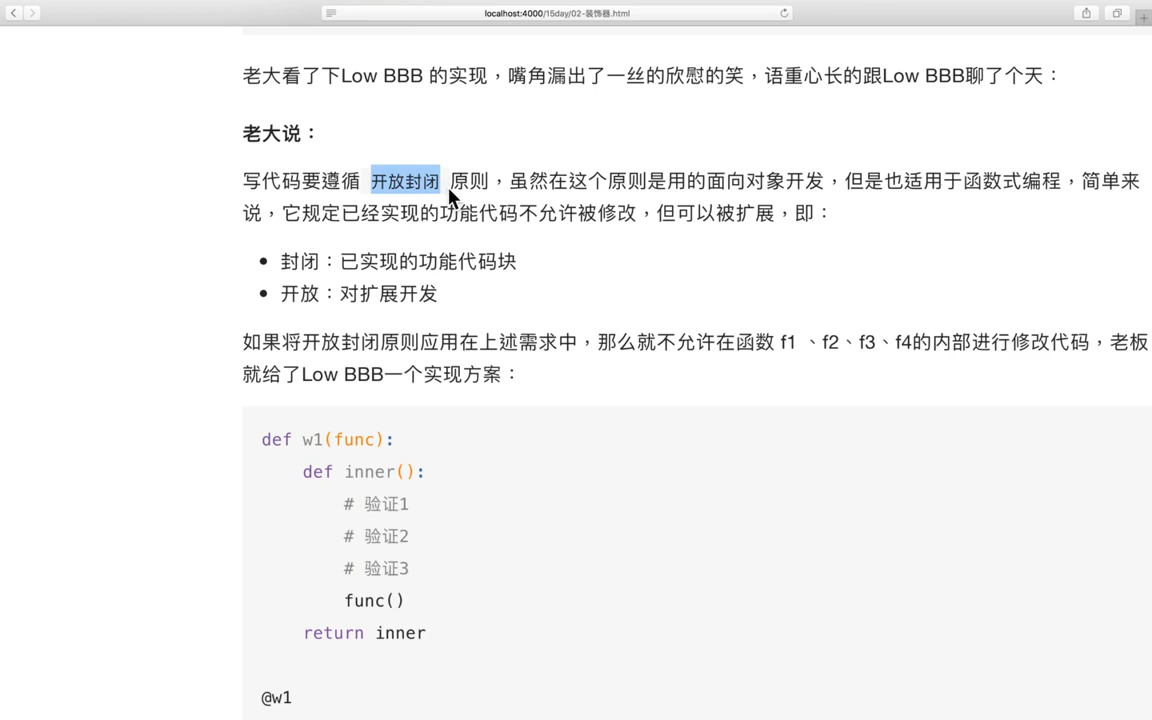 localhost:4000/15day/02-装饰器.html
老大看了下Low BBB 的实现，嘴角漏出了一丝的欣慰的笑，语重心长的跟Low BBB聊了个天：
老大说：
写代码要遵循 开放封闭 原则，虽然在这个原则是用的面向对象开发，但是也适用于函数式编程，简单来
说，它规定已经实现的功能代码不允许被修改，但可以被扩展，即：
• 封闭：已实现的功能代码块
• 开放：对扩展开发
如果将开放封闭原则应用在上述需求中，那么就不允许在函数 f1 、f2、f3、f4的内部进行修改代码，老板
就给了Low BBB一个实现方案：
def w1(func):
    def inner():
        # 验证1
        # 验证2
        # 验证3
        func()
    return inner
@w1